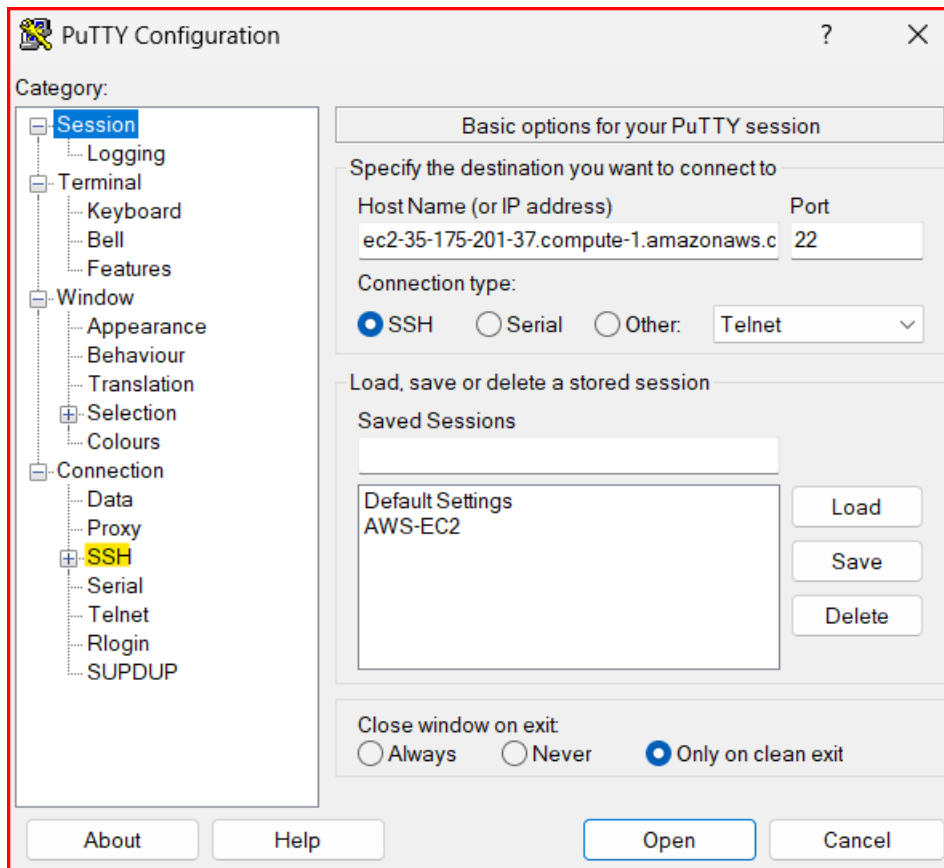 PuTTY Configuration
?
Category:
Session
Logging
Terminal
Keyboard
Bell
Features
Window
Appearance
Behaviour
Translation
Selection
Colours
Connection
Data
Proxy
SSH
Serial
Telnet
Rlogin
SUPDUP
Basic options for your PuTTY session
Specify the destination you want to connect to
Host Name (or IP address) Port
ec2-35-175-201-37.compute-1.amazonaws.c 22
Connection type:
SSH Serial Other: Telnet
Load, save or delete a stored session
Saved Sessions
Default Settings
AWS-EC2
Load
Save
Delete
Close window on exit:
Always Never Only on clean exit
About Help Open Cancel